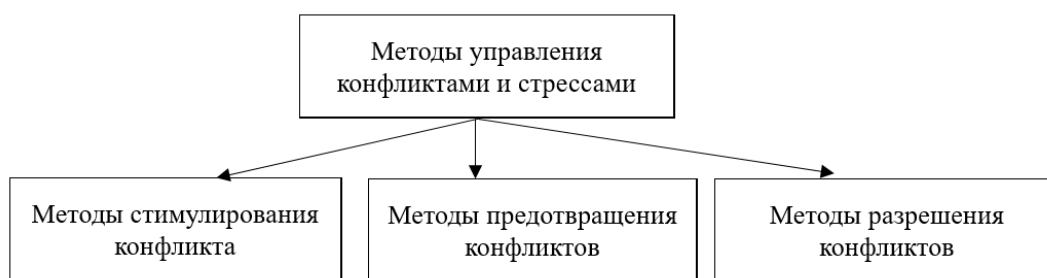 Методы управления
конфликтами и стрессами
Методы стимулирования
конфликта
Методы предотвращения
конфликтов
Методы разрешения
конфликтов